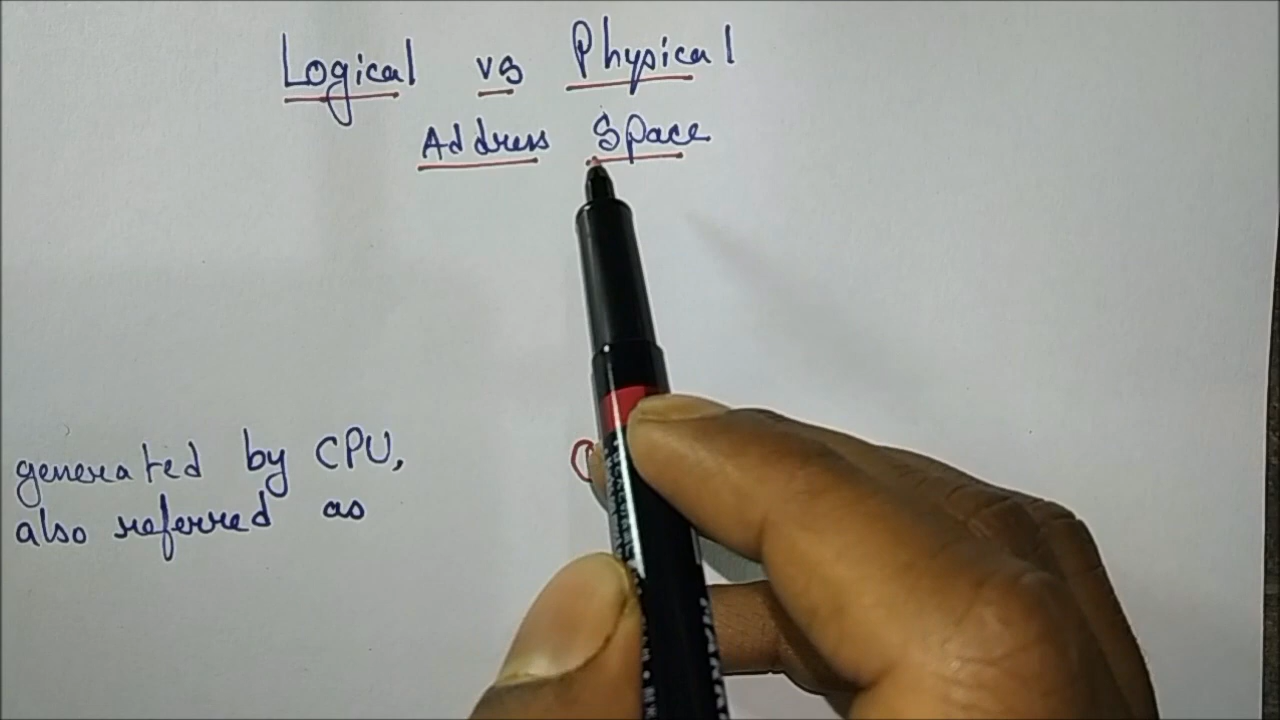 Logical vs Physical
Address Space
generated by CPU,
also referred as